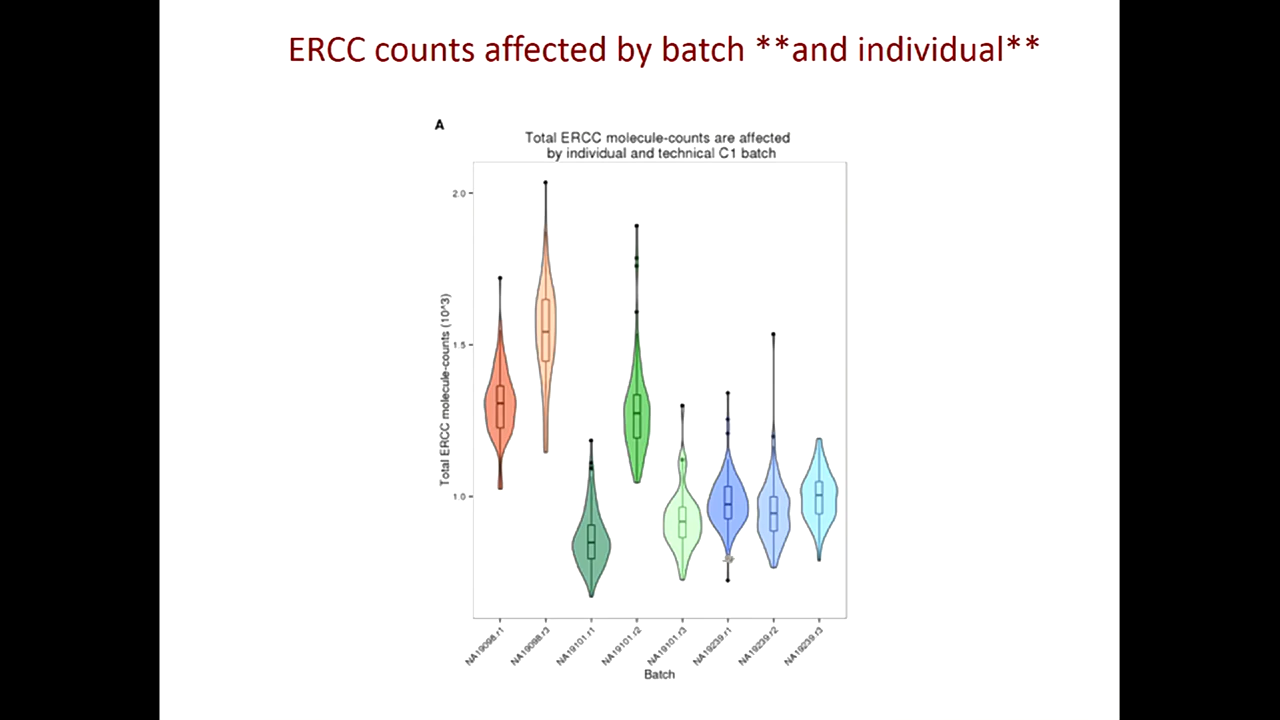 ERCC counts affected by batch **and individual**
A
Total ERCC molecule-counts are affected
by individual and technical C1 batch
Total ERCC molecule-counts (10^3)
2.0
1.5
1.0
NA19098.r1
NA19098.r3
NA19101.r1
NA19101.r2
NA19101.r3
NA19239.r1
NA19239.r2
NA19239.r3
Batch